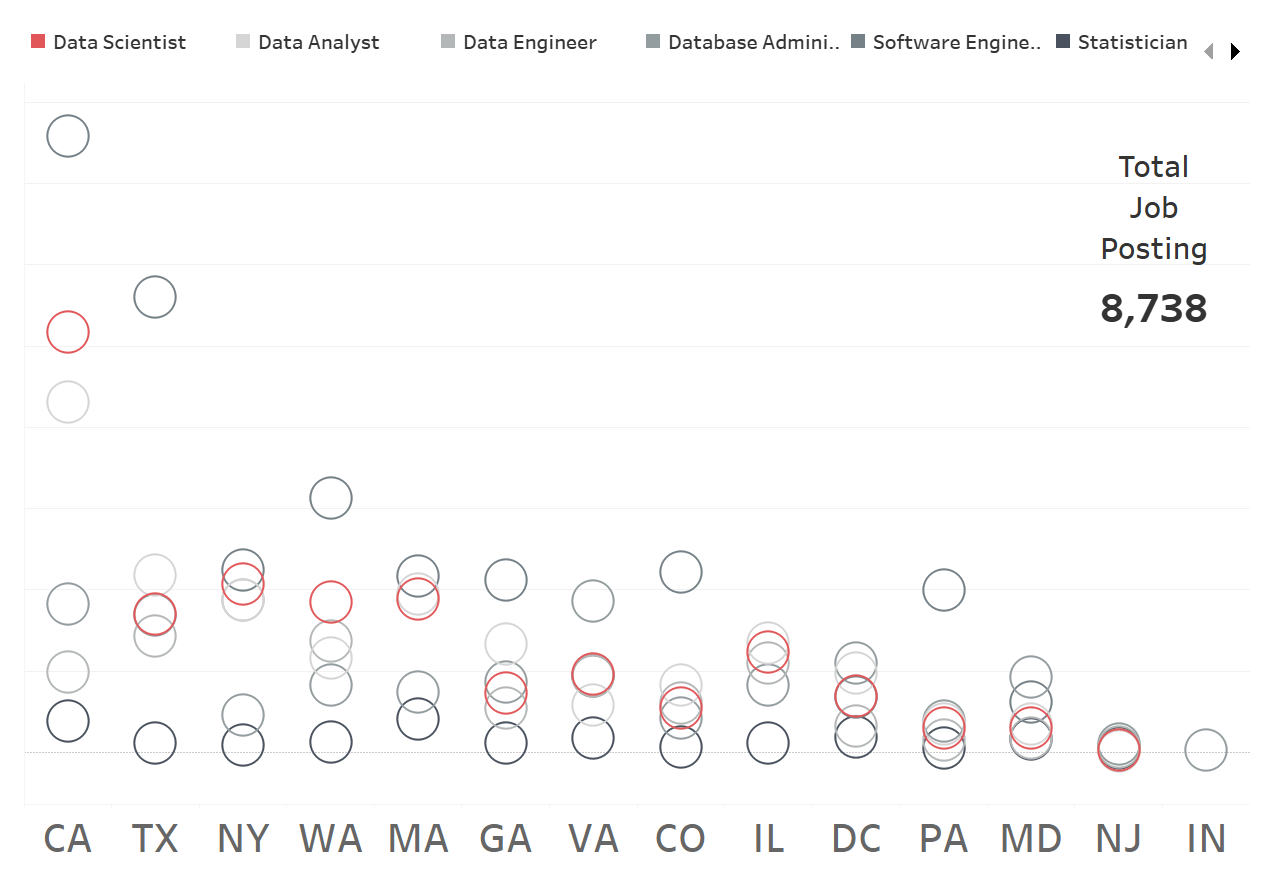 Data Scientist Data Analyst Data Engineer Database Admini.. Software Engine.. Statistician
Total
Job
Posting
8,738
CA TX NY WA MA GA VA CO IL DC PA MD NJ IN